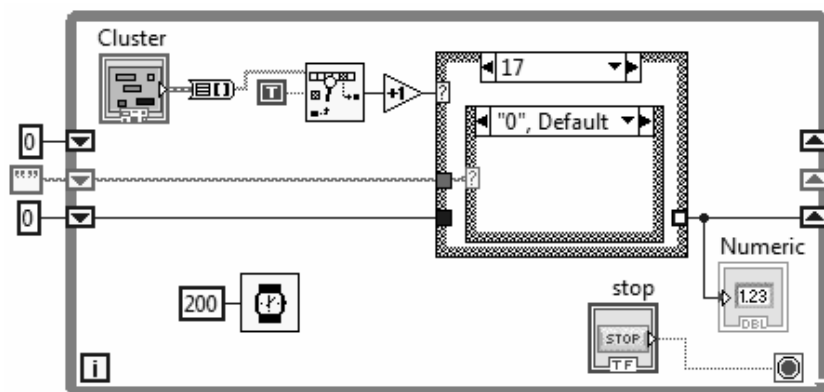 Cluster
17
T
+1
?
"0", Default
0
""
?
0
Numeric
1.23
DBL
200
stop
STOP
TF
i